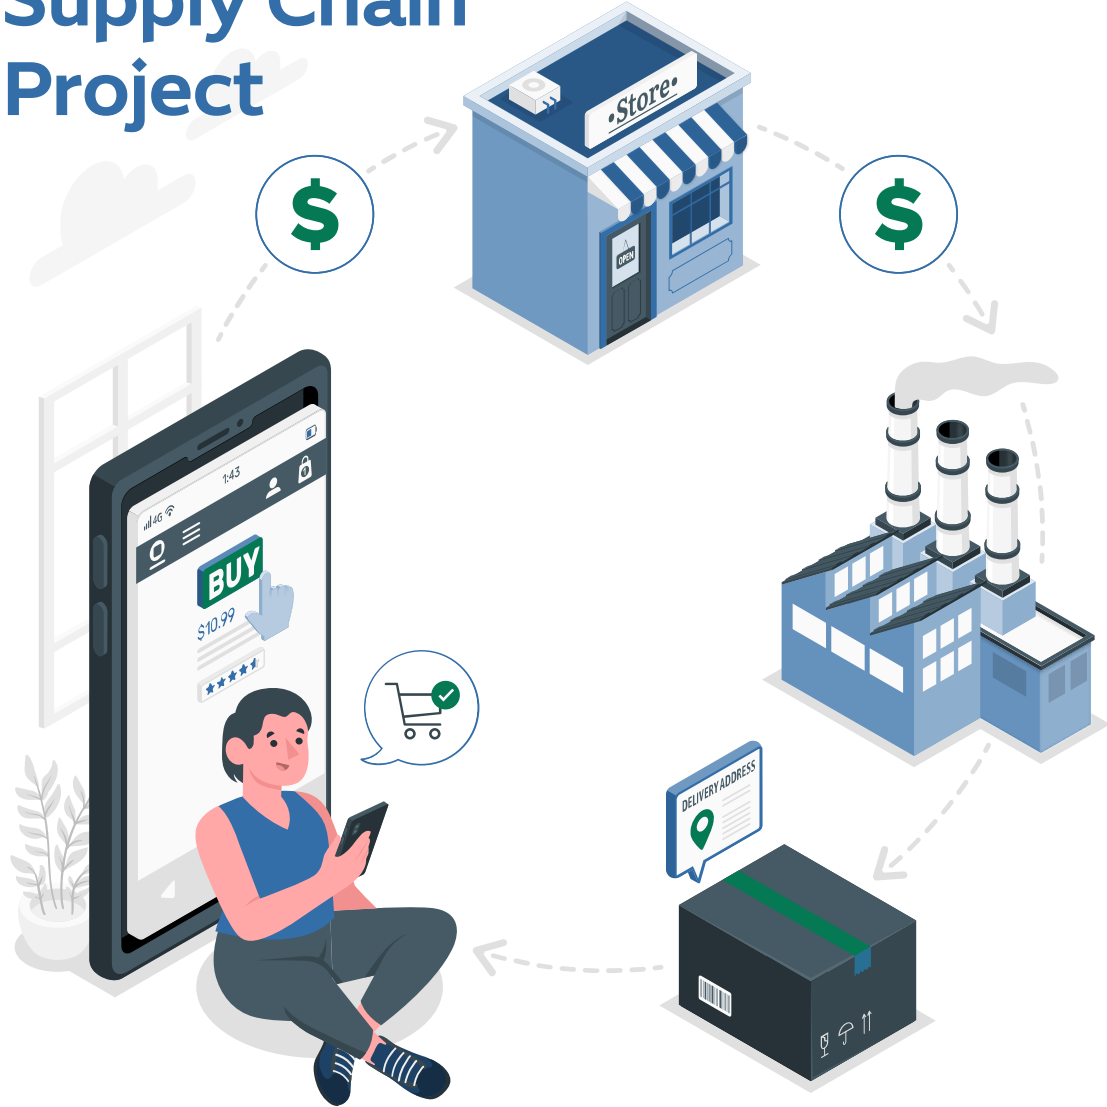 Supply Chain
Project
•Store•
$
$
OPEN
1:43
4G
BUY
$10.99
DELIVERY ADDRESS